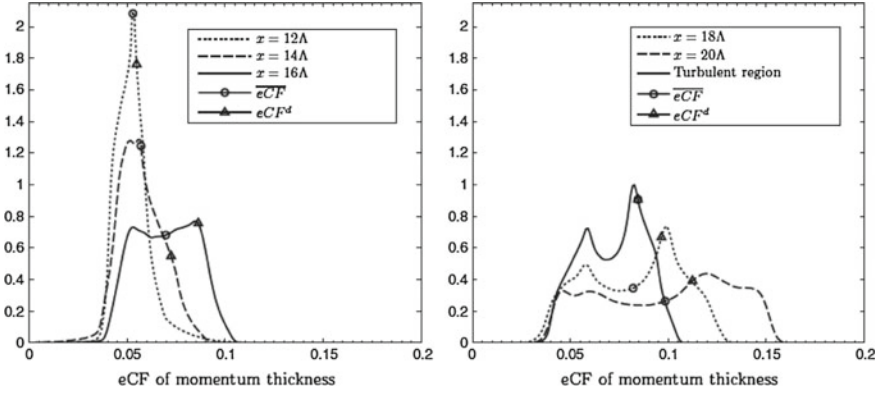 2
1.8
1.6
1.4
1.2
1
0.8
0.6
0.4
0.2
0
0
0.05
0.1
0.15
0.2
x = 12Λ
x = 14Λ
x = 16Λ
eCF
eCF^d
eCF of momentum thickness
2
1.8
1.6
1.4
1.2
1
0.8
0.6
0.4
0.2
0
0
0.05
0.1
0.15
0.2
x = 18Λ
x = 20Λ
Turbulent region
eCF
eCF^d
eCF of momentum thickness